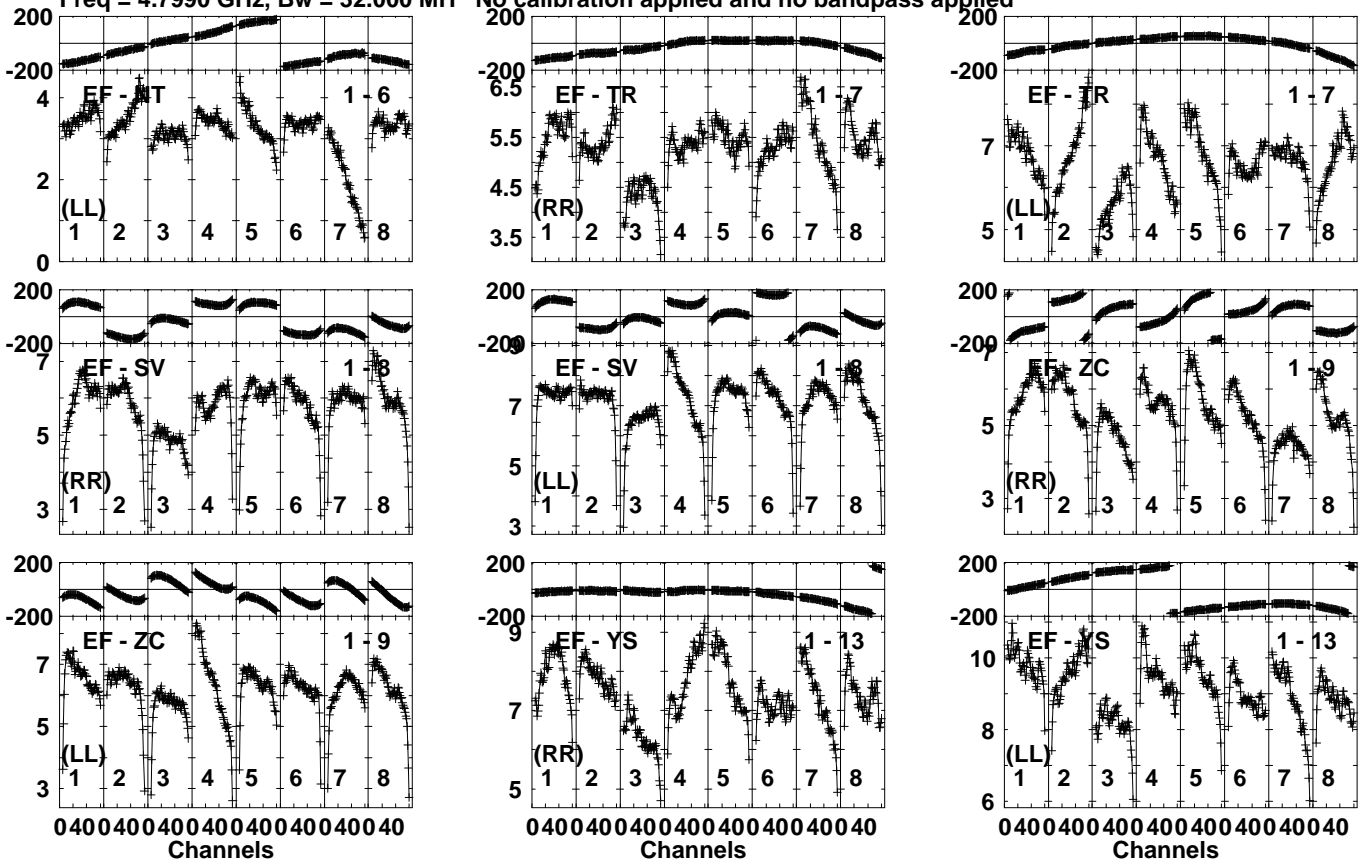 Freq = 4.7990 GHz, Bw = 32.000 No calibration applied and no bandpass applied
200 200 200
-200 -200 -200
EF - NT 1 - 6
4
2
0
(LL)
1 2 3 4 5 6 7 8
EF - TR 1 - 7
6.5
5.5
4.5
3.5
(RR)
1 2 3 4 5 6 7 8
EF - TR 1 - 7
7
5
(LL)
1 2 3 4 5 6 7 8
200 200 200
-200 -200 -200
EF - SV 1 - 8
7
5
3
(RR)
1 2 3 4 5 6 7 8
EF - SV 1 - 8
9
7
5
3
(LL)
1 2 3 4 5 6 7 8
EF - ZC 1 - 9
7
5
3
(RR)
1 2 3 4 5 6 7 8
200 200 200
-200 -200 -200
EF - ZC 1 - 9
7
5
3
(LL)
1 2 3 4 5 6 7 8
EF - YS 1 - 13
9
7
5
(RR)
1 2 3 4 5 6 7 8
EF - YS 1 - 13
10
8
6
(LL)
1 2 3 4 5 6 7 8
0 40 0 40 0 40 0 40 0 40 0 40 0 40 0 40
0 40 0 40 0 40 0 40 0 40 0 40 0 40 0 40
0 40 0 40 0 40 0 40 0 40 0 40 0 40 0 40
Channels Channels Channels